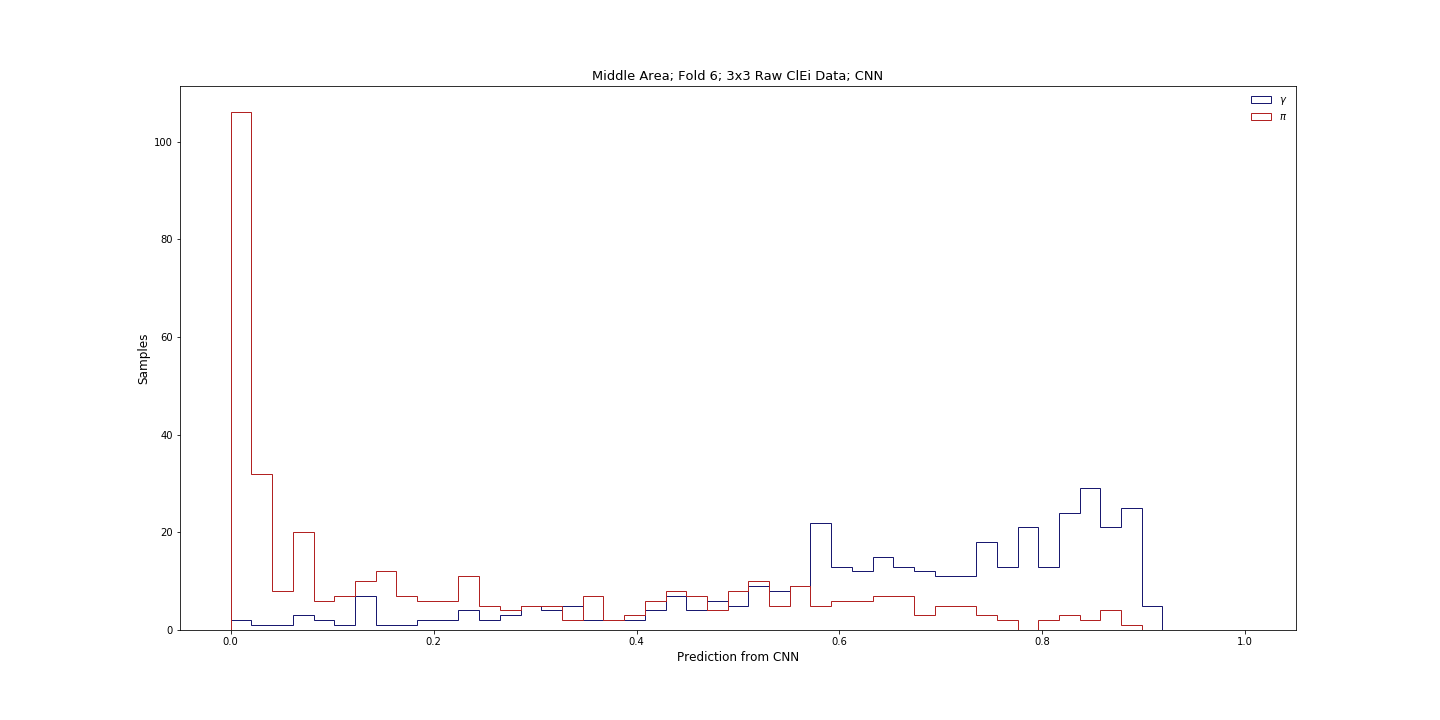 Middle Area; Fold 6; 3x3 Raw ClEi Data; CNN
γ
π
Samples
100
80
60
40
20
0
0.0 0.2 0.4 0.6 0.8 1.0
Prediction from CNN